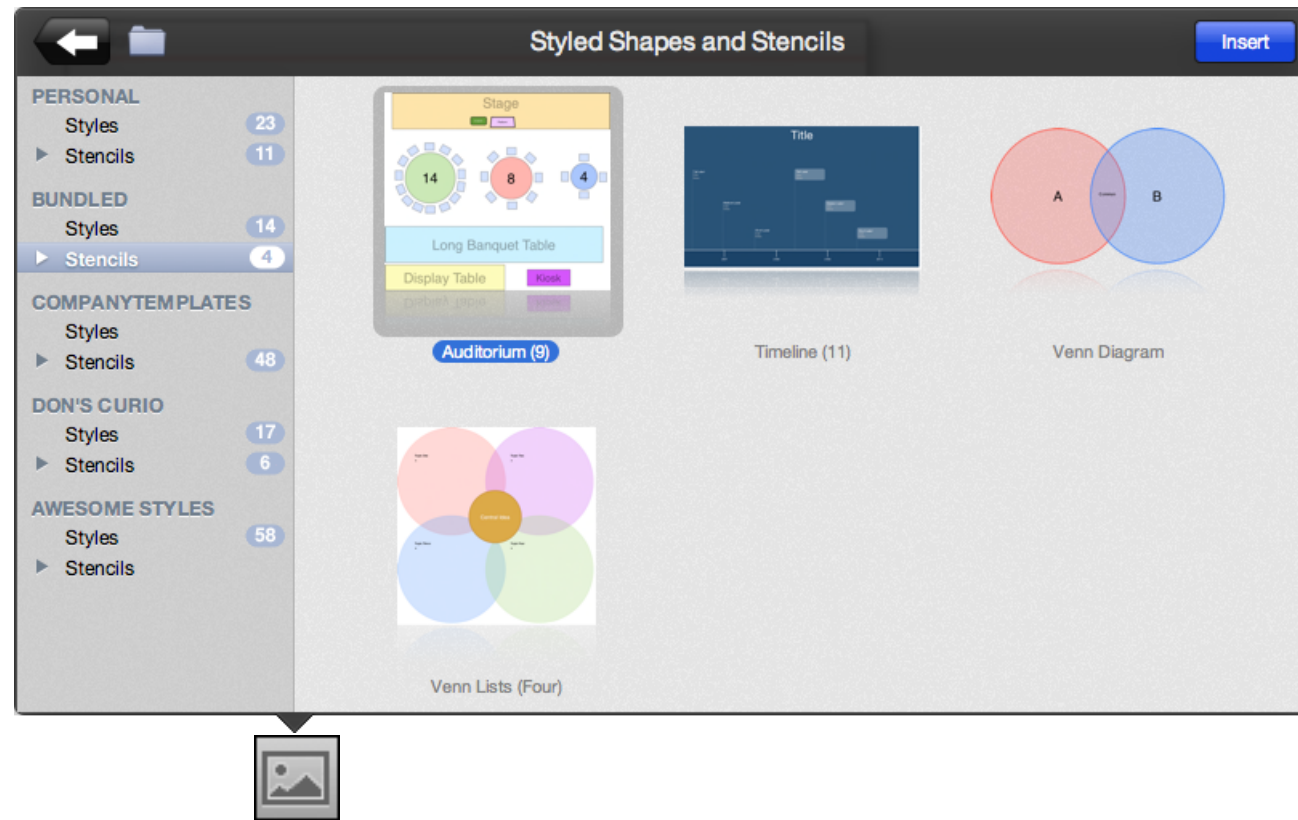 Styled Shapes and Stencils
Insert
PERSONAL
Styles 23
Stencils 11
BUNDLED
Styles 14
Stencils 4
COMPANYTEMPLATES
Styles
Stencils 48
DON'S CURIO
Styles 17
Stencils 6
AWESOME STYLES
Styles 58
Stencils
Stage
14
8
4
Long Banquet Table
Display Table
Kiosk
Auditorium (9)
Title
Timeline (11)
A
B
Venn Diagram
Venn Lists (Four)